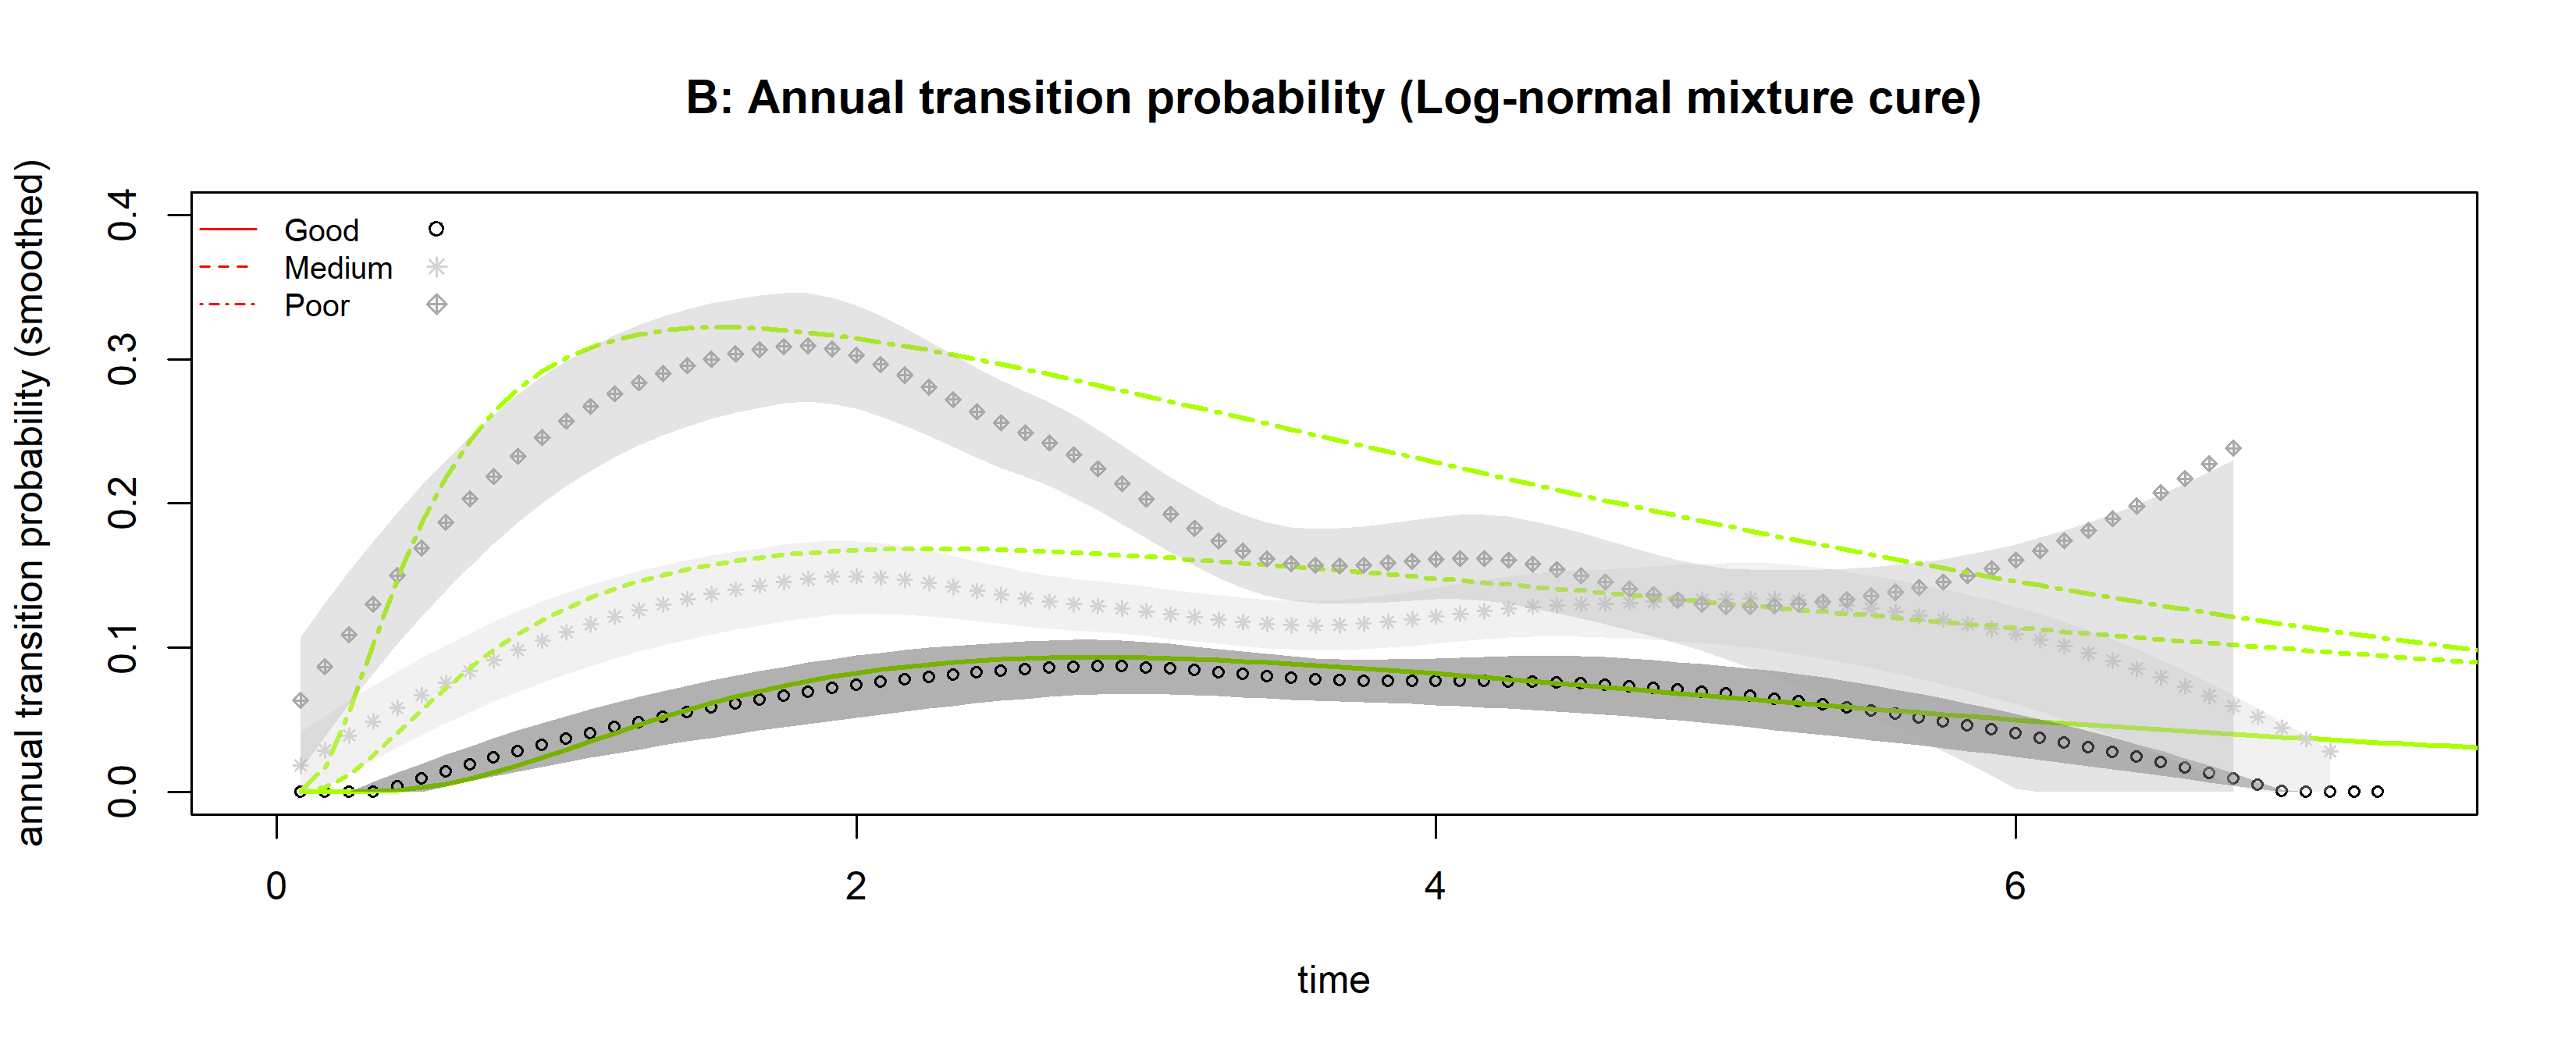 B: Annual transition probability (Log-normal mixture cure)
annual transition probability (smoothed)
0.4
0.3
0.2
0.1
0.0
Good
Medium
Poor
0 2 4 6
time